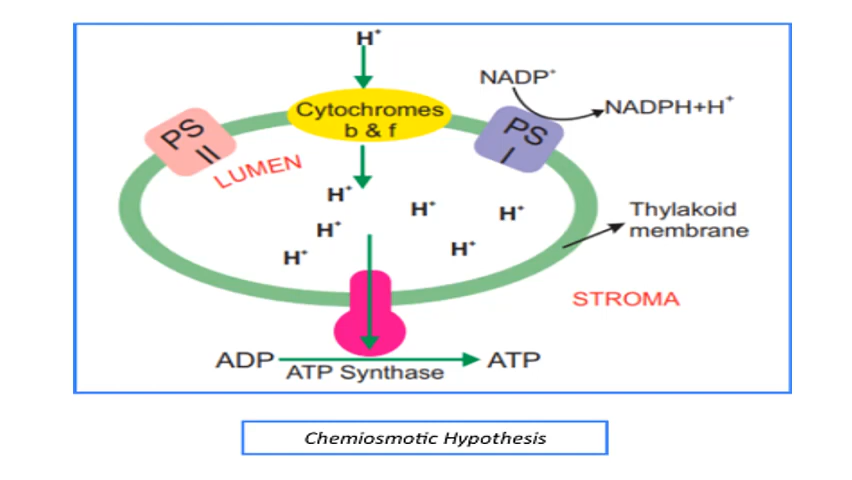 H⁺
NADP⁺
NADPH+H⁺
Cytochromes
b & f
PS
II
PS
I
LUMEN
H⁺
H⁺
H⁺
H⁺
H⁺
H⁺
Thylakoid
membrane
STROMA
ADP
ATP
ATP Synthase
Chemiosmotic Hypothesis